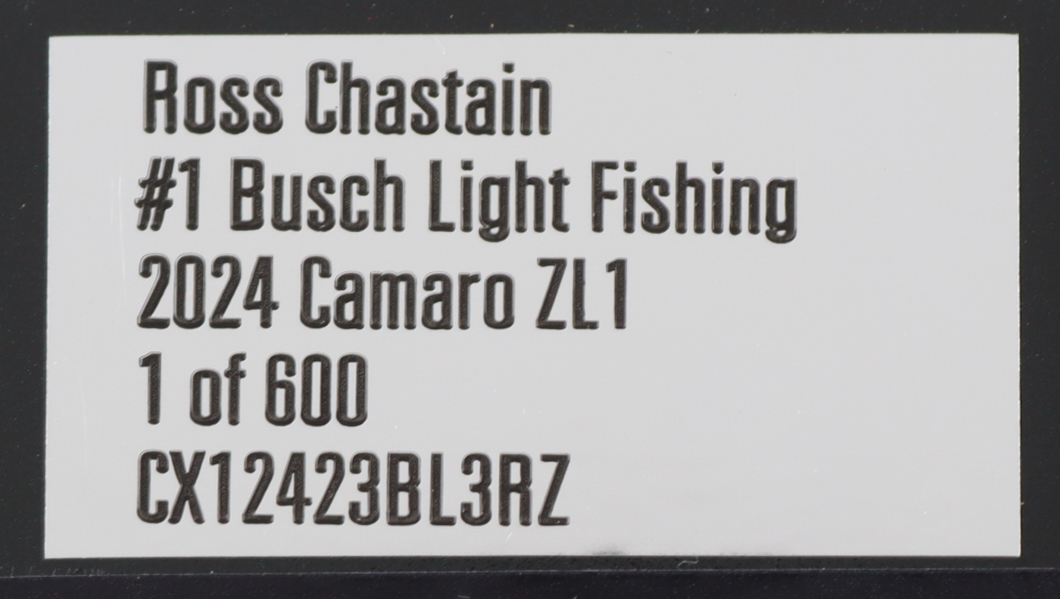 Ross Chastain
#1 Busch Light Fishing
2024 Camaro ZL1
1 of 600
CX12423BL3RZ